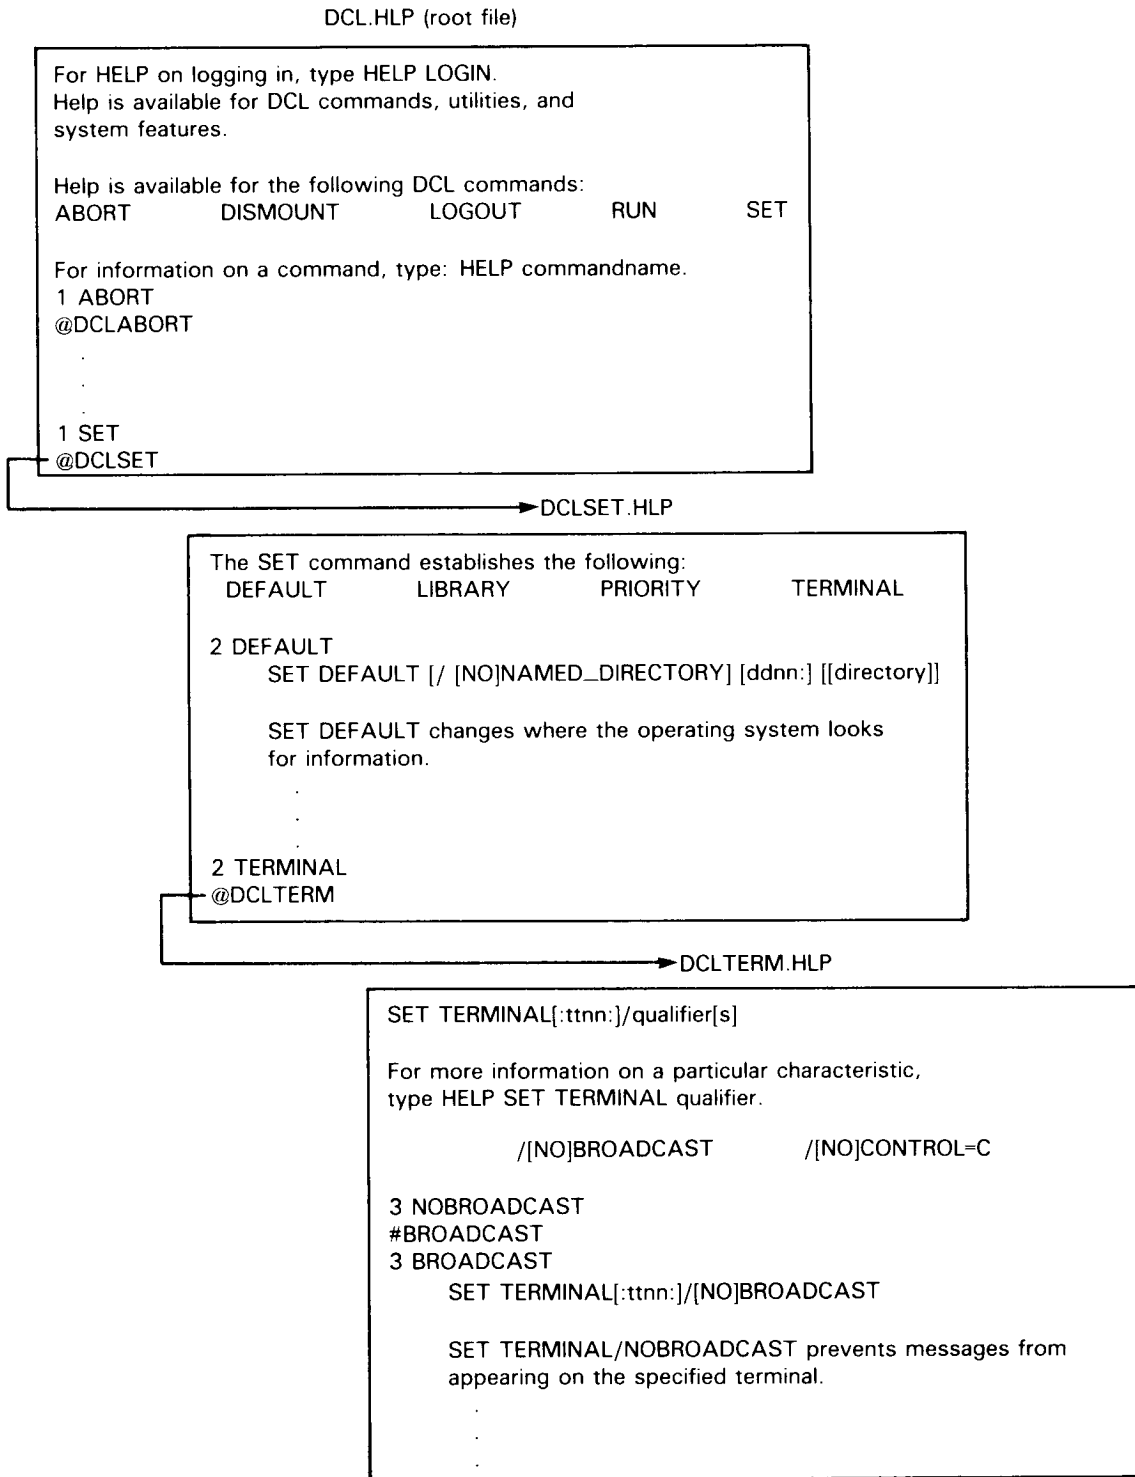 DCL.HLP (root file)
For HELP on logging in, type HELP LOGIN.
Help is available for DCL commands, utilities, and
system features.
Help is available for the following DCL commands:
ABORT DISMOUNT LOGOUT RUN SET
For information on a command, type: HELP commandname.
1 ABORT
@DCLABORT
.
.
.
1 SET
@DCLSET
DCLSET.HLP
The SET command establishes the following:
DEFAULT LIBRARY PRIORITY TERMINAL
2 DEFAULT
SET DEFAULT [/ [NO]NAMED_DIRECTORY] [ddnn:] [[directory]]
SET DEFAULT changes where the operating system looks
for information.
.
.
.
2 TERMINAL
@DCLTERM
DCLTERM.HLP
SET TERMINAL[:ttnn:]/qualifier[s]
For more information on a particular characteristic,
type HELP SET TERMINAL qualifier.
/[NO]BROADCAST /[NO]CONTROL=C
3 NOBROADCAST
#BROADCAST
3 BROADCAST
SET TERMINAL[:ttnn:]/[NO]BROADCAST
SET TERMINAL/NOBROADCAST prevents messages from
appearing on the specified terminal.
.
.
.